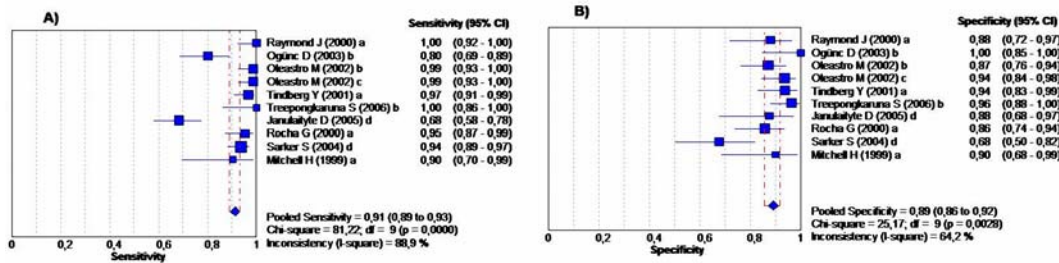 A)
Sensitivity (95% CI)
Raymond J (2000) a 1,00 (0,92 - 1,00)
Ogünc D (2003) b 0,80 (0,69 - 0,89)
Oleastro M (2002) b 0,99 (0,93 - 1,00)
Oleastro M (2002) c 0,99 (0,93 - 1,00)
Tindberg Y (2001) a 0,97 (0,91 - 0,99)
Treepongkaruna S (2006) b 1,00 (0,86 - 1,00)
Janulaityte D (2005) d 0,68 (0,58 - 0,78)
Rocha G (2000) a 0,95 (0,87 - 0,99)
Sarker S (2004) d 0,94 (0,89 - 0,97)
Mitchell H (1999) a 0,90 (0,70 - 0,99)
Pooled Sensitivity = 0,91 (0,89 to 0,93)
Chi-square = 81,22; df = 9 (p = 0,0000)
Inconsistency (I-square) = 88,9 %
0 0,2 0,4 0,6 0,8 1
Sensitivity
B)
Specificity (95% CI)
Raymond J (2000) a 0,88 (0,72 - 0,97)
Ogünc D (2003) b 1,00 (0,85 - 1,00)
Oleastro M (2002) b 0,87 (0,76 - 0,94)
Oleastro M (2002) c 0,94 (0,84 - 0,98)
Tindberg Y (2001) a 0,94 (0,83 - 0,99)
Treepongkaruna S (2006) b 0,96 (0,88 - 1,00)
Janulaityte D (2005) d 0,88 (0,68 - 0,97)
Rocha G (2000) a 0,86 (0,74 - 0,94)
Sarker S (2004) d 0,68 (0,50 - 0,82)
Mitchell H (1999) a 0,90 (0,68 - 0,99)
Pooled Specificity = 0,89 (0,86 to 0,92)
Chi-square = 25,17; df = 9 (p = 0,0028)
Inconsistency (I-square) = 64,2 %
0 0,2 0,4 0,6 0,8 1
Specificity